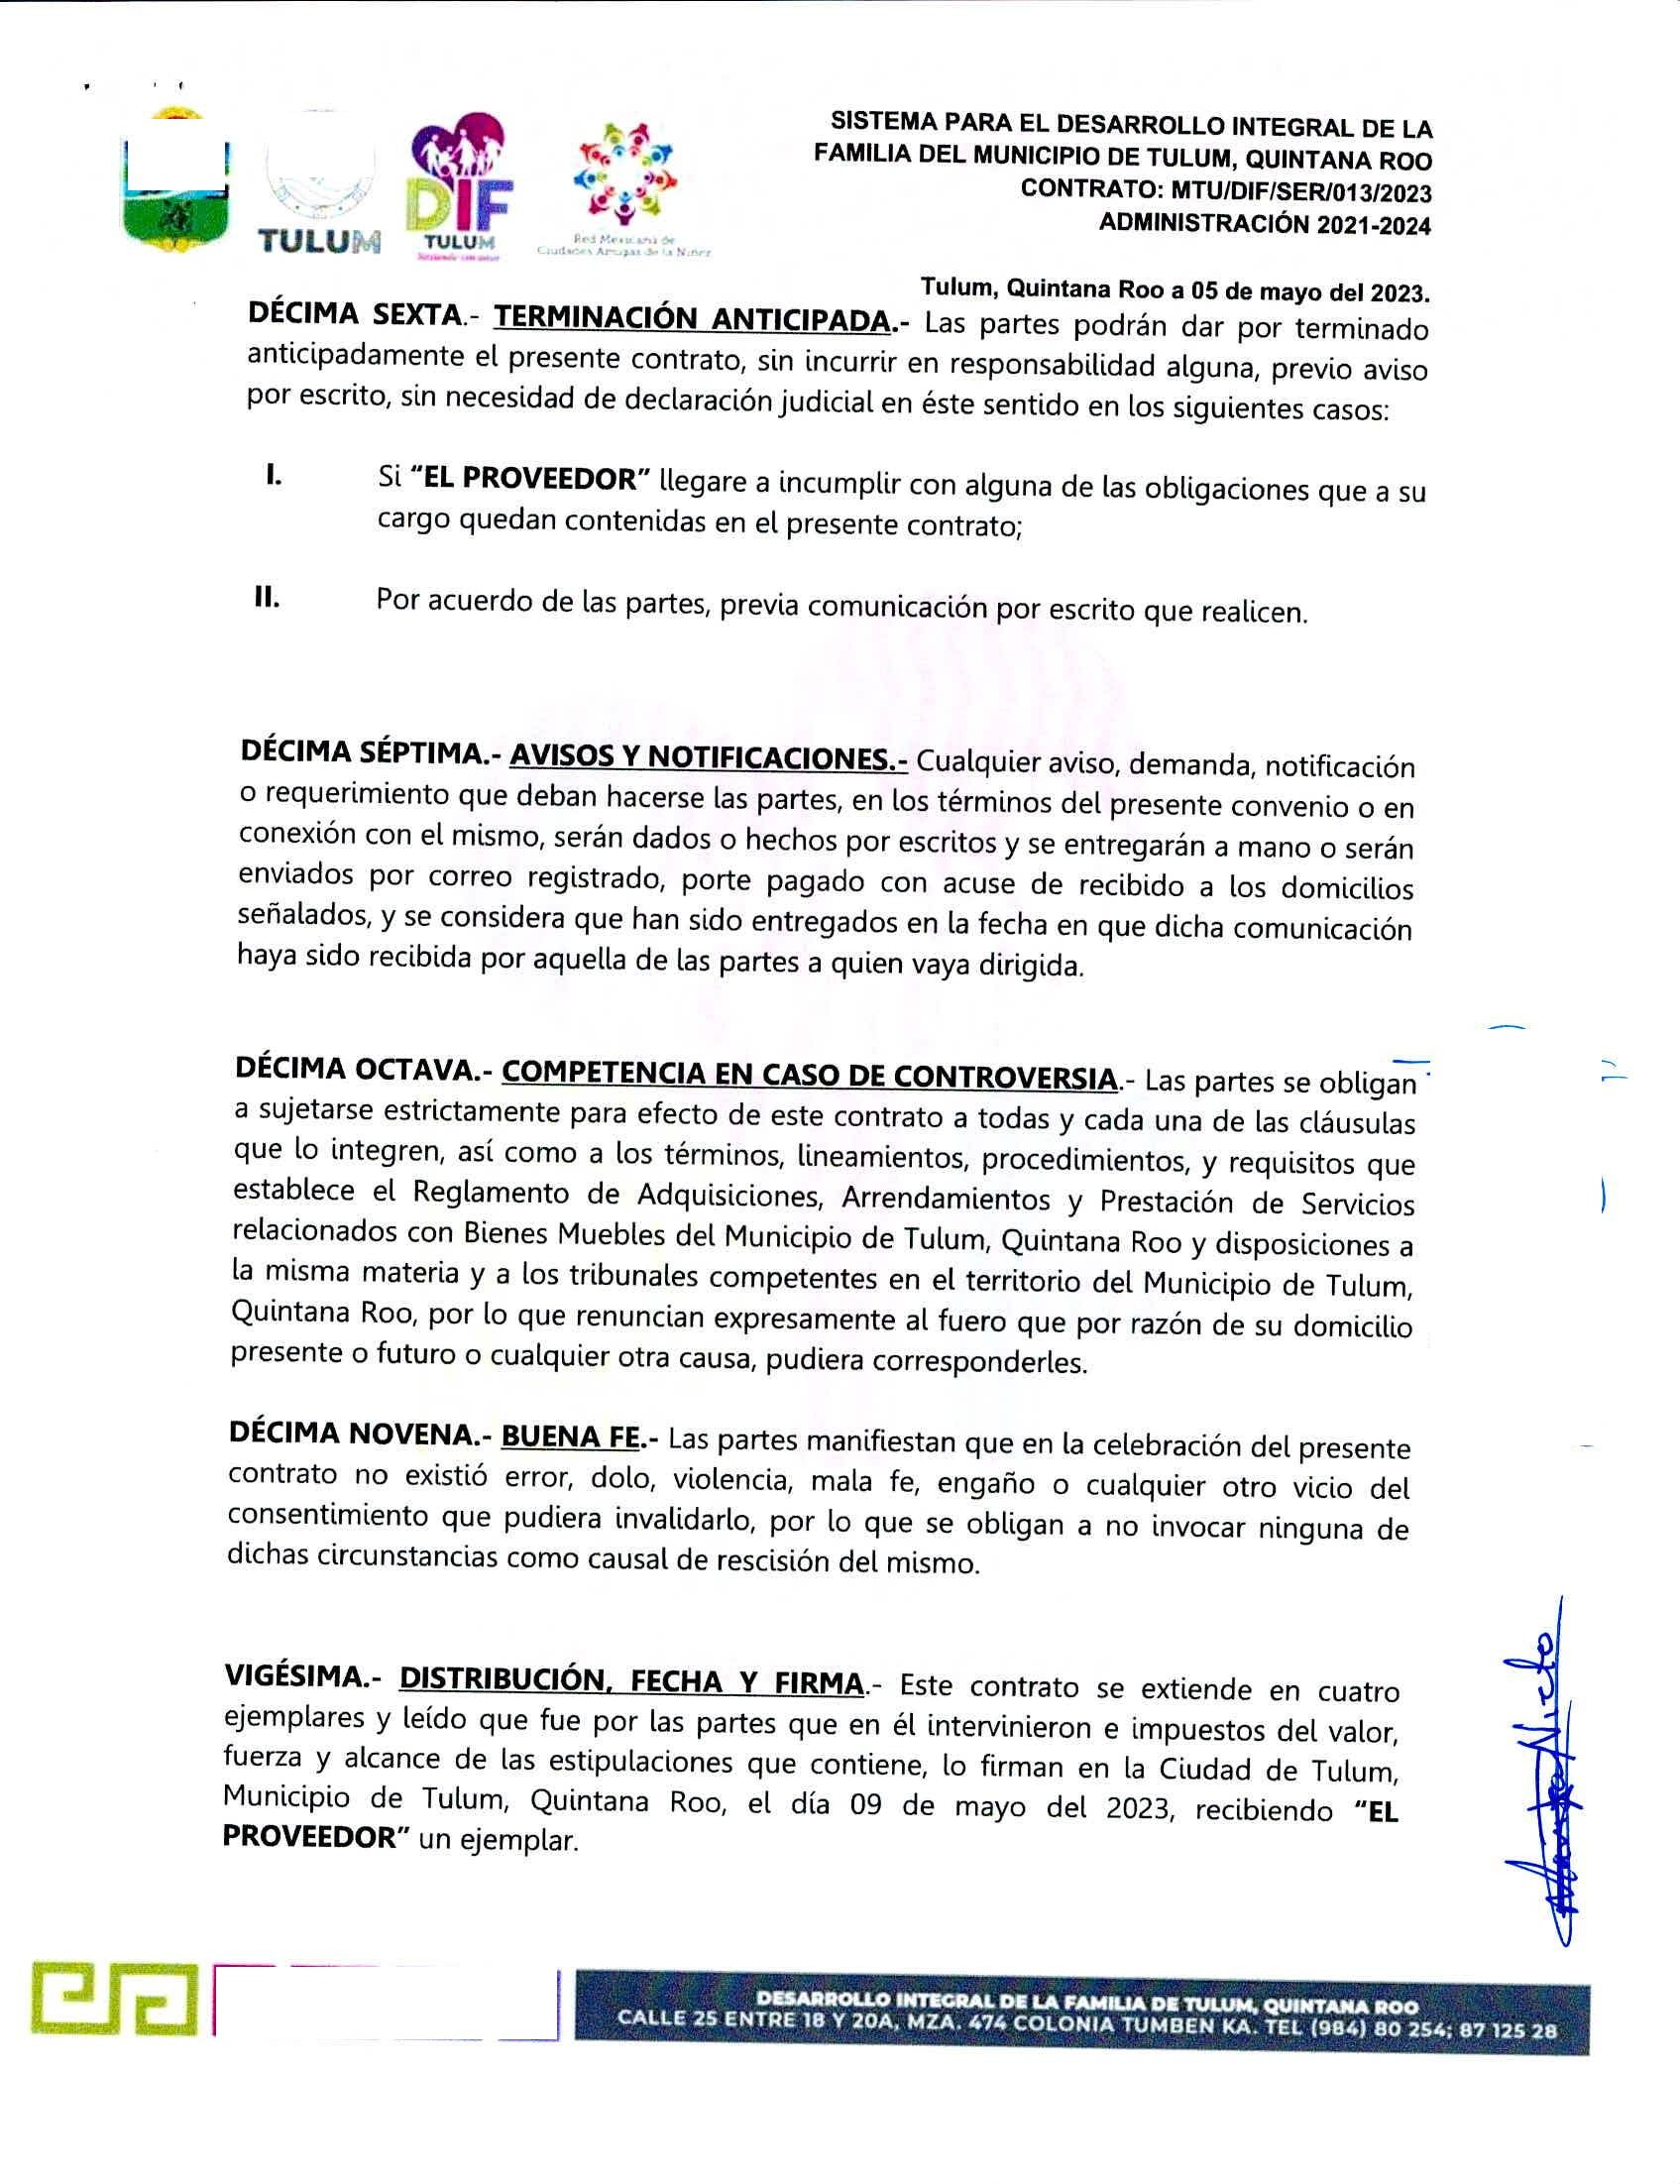 SISTEMA PARA EL DESARROLLO INTEGRAL DE LA
FAMILIA DEL MUNICIPIO DE TULUM, QUINTANA ROO
CONTRATO: MTU/DIF/SER/013/2023
ADMINISTRACIÓN 2021-2024
TULUM
DIF
TULUM
Red Mexicana de
Ciudades Amigas de la Niñez
Tulum, Quintana Roo a 05 de mayo del 2023.
DÉCIMA SEXTA.- TERMINACIÓN ANTICIPADA.- Las partes podrán dar por terminado
anticipadamente el presente contrato, sin incurrir en responsabilidad alguna, previo aviso
por escrito, sin necesidad de declaración judicial en éste sentido en los siguientes casos:
I. Si “EL PROVEEDOR” llegare a incumplir con alguna de las obligaciones que a su
cargo quedan contenidas en el presente contrato;
II. Por acuerdo de las partes, previa comunicación por escrito que realicen.
DÉCIMA SÉPTIMA.- AVISOS Y NOTIFICACIONES.- Cualquier aviso, demanda, notificación
o requerimiento que deban hacerse las partes, en los términos del presente convenio o en
conexión con el mismo, serán dados o hechos por escritos y se entregarán a mano o serán
enviados por correo registrado, porte pagado con acuse de recibido a los domicilios
señalados, y se considera que han sido entregados en la fecha en que dicha comunicación
haya sido recibida por aquella de las partes a quien vaya dirigida.
DÉCIMA OCTAVA.- COMPETENCIA EN CASO DE CONTROVERSIA.- Las partes se obligan
a sujetarse estrictamente para efecto de este contrato a todas y cada una de las cláusulas
que lo integren, así como a los términos, lineamientos, procedimientos, y requisitos que
establece el Reglamento de Adquisiciones, Arrendamientos y Prestación de Servicios
relacionados con Bienes Muebles del Municipio de Tulum, Quintana Roo y disposiciones a
la misma materia y a los tribunales competentes en el territorio del Municipio de Tulum,
Quintana Roo, por lo que renuncian expresamente al fuero que por razón de su domicilio
presente o futuro o cualquier otra causa, pudiera corresponderles.
DÉCIMA NOVENA.- BUENA FE.- Las partes manifiestan que en la celebración del presente
contrato no existió error, dolo, violencia, mala fe, engaño o cualquier otro vicio del
consentimiento que pudiera invalidarlo, por lo que se obligan a no invocar ninguna de
dichas circunstancias como causal de rescisión del mismo.
VIGÉSIMA.- DISTRIBUCIÓN, FECHA Y FIRMA.- Este contrato se extiende en cuatro
ejemplares y leído que fue por las partes que en él intervinieron e impuestos del valor,
fuerza y alcance de las estipulaciones que contiene, lo firman en la Ciudad de Tulum,
Municipio de Tulum, Quintana Roo, el día 09 de mayo del 2023, recibiendo “EL
PROVEEDOR” un ejemplar.
DESARROLLO INTEGRAL DE LA FAMILIA DE TULUM, QUINTANA ROO
CALLE 25 ENTRE 18 Y 20A, MZA. 474 COLONIA TUMBEN KA. TEL (984) 80 254; 87 125 28